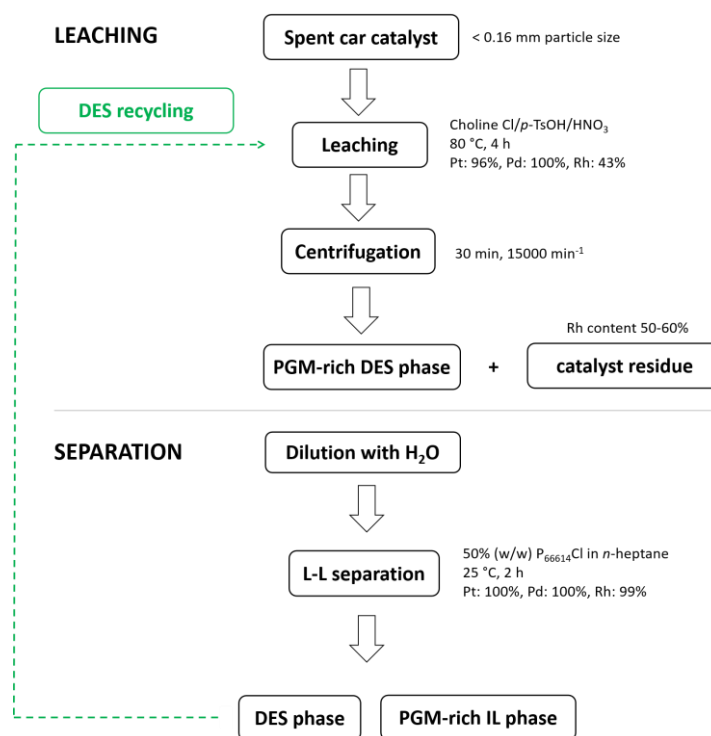 LEACHING
Spent car catalyst
< 0.16 mm particle size
DES recycling
Leaching
Choline Cl/p-TsOH/HNO₃
80 °C, 4 h
Pt: 96%, Pd: 100%, Rh: 43%
Centrifugation
30 min, 15000 min⁻¹
Rh content 50-60%
PGM-rich DES phase
+
catalyst residue
SEPARATION
Dilution with H₂O
L-L separation
50% (w/w) P₆₆₆₁₄Cl in n-heptane
25 °C, 2 h
Pt: 100%, Pd: 100%, Rh: 99%
DES phase
PGM-rich IL phase